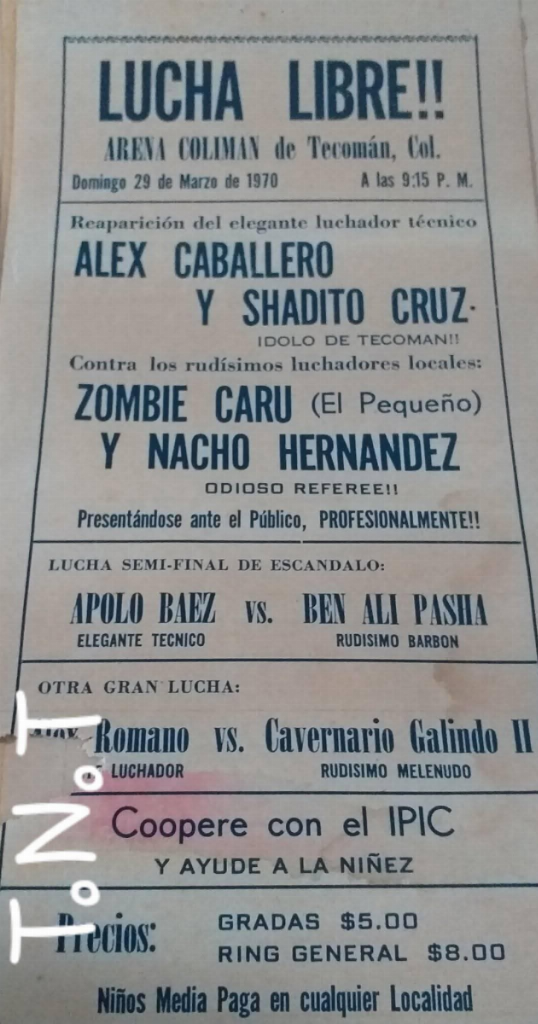 LUCHA LIBRE!!
ARENA COLIMAN de Tecomán, Col.
Domingo 29 de Marzo de 1970 A las 9:15 P. M.
Reaparición del elegante luchador técnico
ALEX CABALLERO
Y SHADITO CRUZ.
IDOLO DE TECOMAN!!
Contra los rudísimos luchadores locales:
ZOMBIE CARU (El Pequeño)
Y NACHO HERNANDEZ
ODIOSO REFEREE!!
Presentándose ante el Público, PROFESIONALMENTE!!
LUCHA SEMI-FINAL DE ESCANDALO:
APOLO BAEZ vs. BEN ALI PASHA
ELEGANTE TECNICO RUDISIMO BARBON
OTRA GRAN LUCHA:
Romano vs. Cavernario Galindo II
LUCHADOR RUDISIMO MELENUDO
Coopere con el IPIC
Y AYUDE A LA NIÑEZ
Precios: GRADAS $5.00
RING GENERAL $8.00
Niños Media Paga en cualquier Localidad
ToNoT